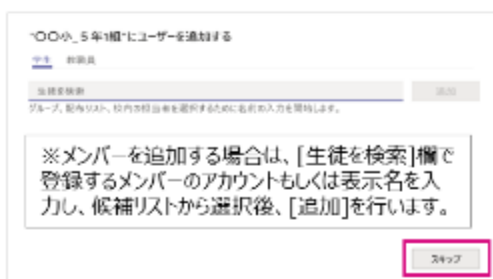 "〇〇小_５年1組"にユーザーを追加する
学生 教職員
生徒を検索 追加
グループ、配布リスト、校内の担当者を選択するために名前の入力を開始します。
※メンバーを追加する場合は、[生徒を検索]欄で
登録するメンバーのアカウントもしくは表示名を入
力し、候補リストから選択後、[追加]を行います。
スキップ